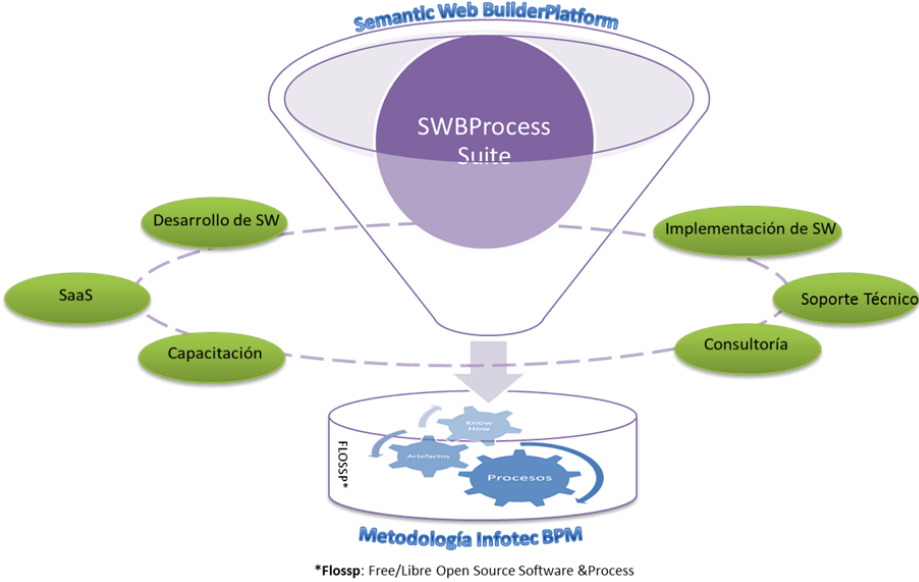 Semantic Web BuilderPlatform
SWBProcess
Suite
Desarrollo de SW
Implementación de SW
SaaS
Soporte Técnico
Capacitación
Consultoría
Know
How
Artefactos
Procesos
FLOSSP*
Metodología Infotec BPM
*Flossp: Free/Libre Open Source Software &Process